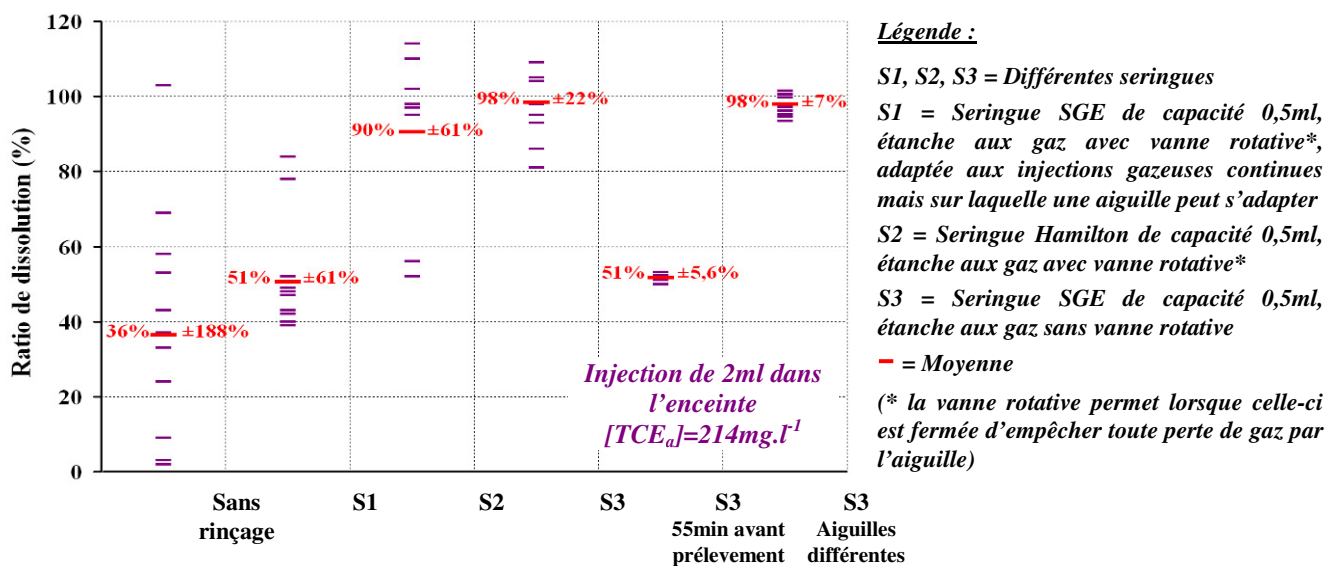 120
100
80
60
40
20
0
Ratio de dissolution (%)
36% ±188%
51% ±61%
90% ±61%
98% ±22%
51% ±5,6%
98% ±7%
Injection de 2ml dans
l’enceinte
[TCEa]=214mg.l-1
Sans
rinçage
S1
S2
S3
S3
55min avant
prélevement
S3
Aiguilles
différentes
Légende :
S1, S2, S3 = Différentes seringues
S1 = Seringue SGE de capacité 0,5ml,
étanche aux gaz avec vanne rotative*,
adaptée aux injections gazeuses continues
mais sur laquelle une aiguille peut s’adapter
S2 = Seringue Hamilton de capacité 0,5ml,
étanche aux gaz avec vanne rotative*
S3 = Seringue SGE de capacité 0,5ml,
étanche aux gaz sans vanne rotative
= Moyenne
(* la vanne rotative permet lorsque celle-ci
est fermée d’empêcher toute perte de gaz par
l’aiguille)